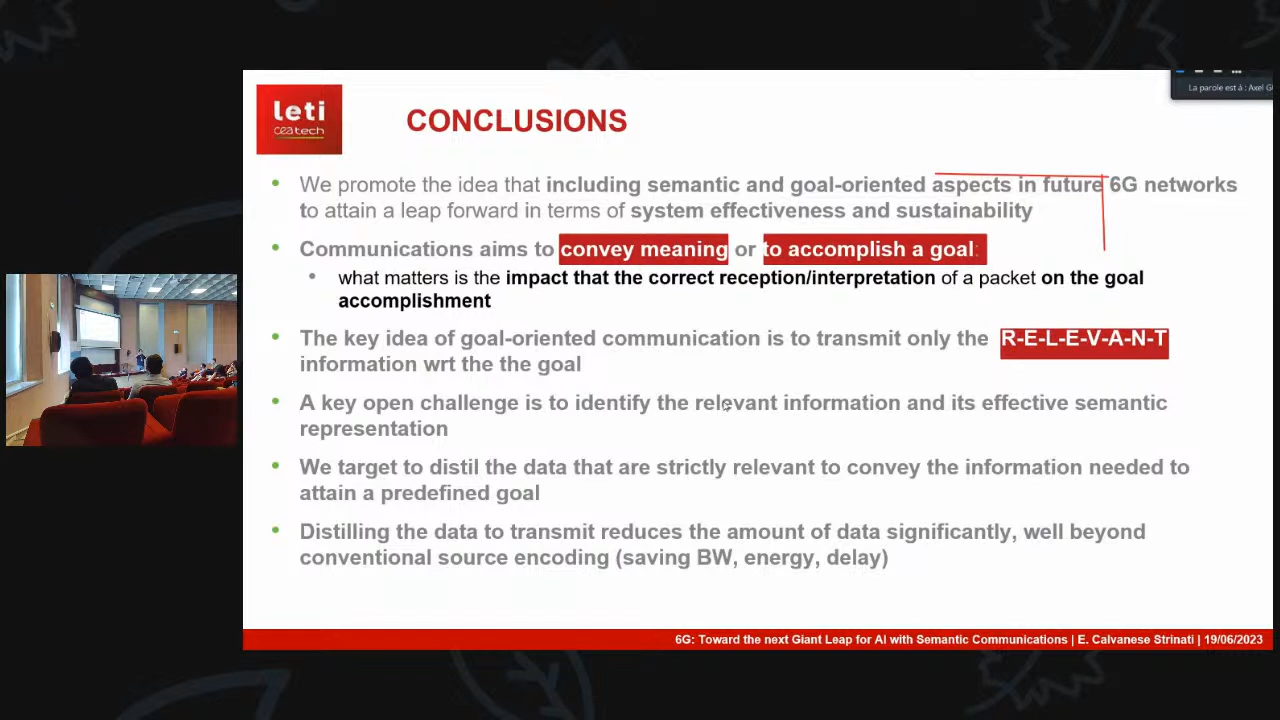 La parole est à : Axel
leti
ceatech
CONCLUSIONS
We promote the idea that including semantic and goal-oriented aspects in future 6G networks
to attain a leap forward in terms of system effectiveness and sustainability
Communications aims to convey meaning or to accomplish a goal:
what matters is the impact that the correct reception/interpretation of a packet on the goal
accomplishment
The key idea of goal-oriented communication is to transmit only the R-E-L-E-V-A-N-T
information wrt the the goal
A key open challenge is to identify the relevant information and its effective semantic
representation
We target to distil the data that are strictly relevant to convey the information needed to
attain a predefined goal
Distilling the data to transmit reduces the amount of data significantly, well beyond
conventional source encoding (saving BW, energy, delay)
6G: Toward the next Giant Leap for AI with Semantic Communications | E. Calvanese Strinati | 19/06/2023